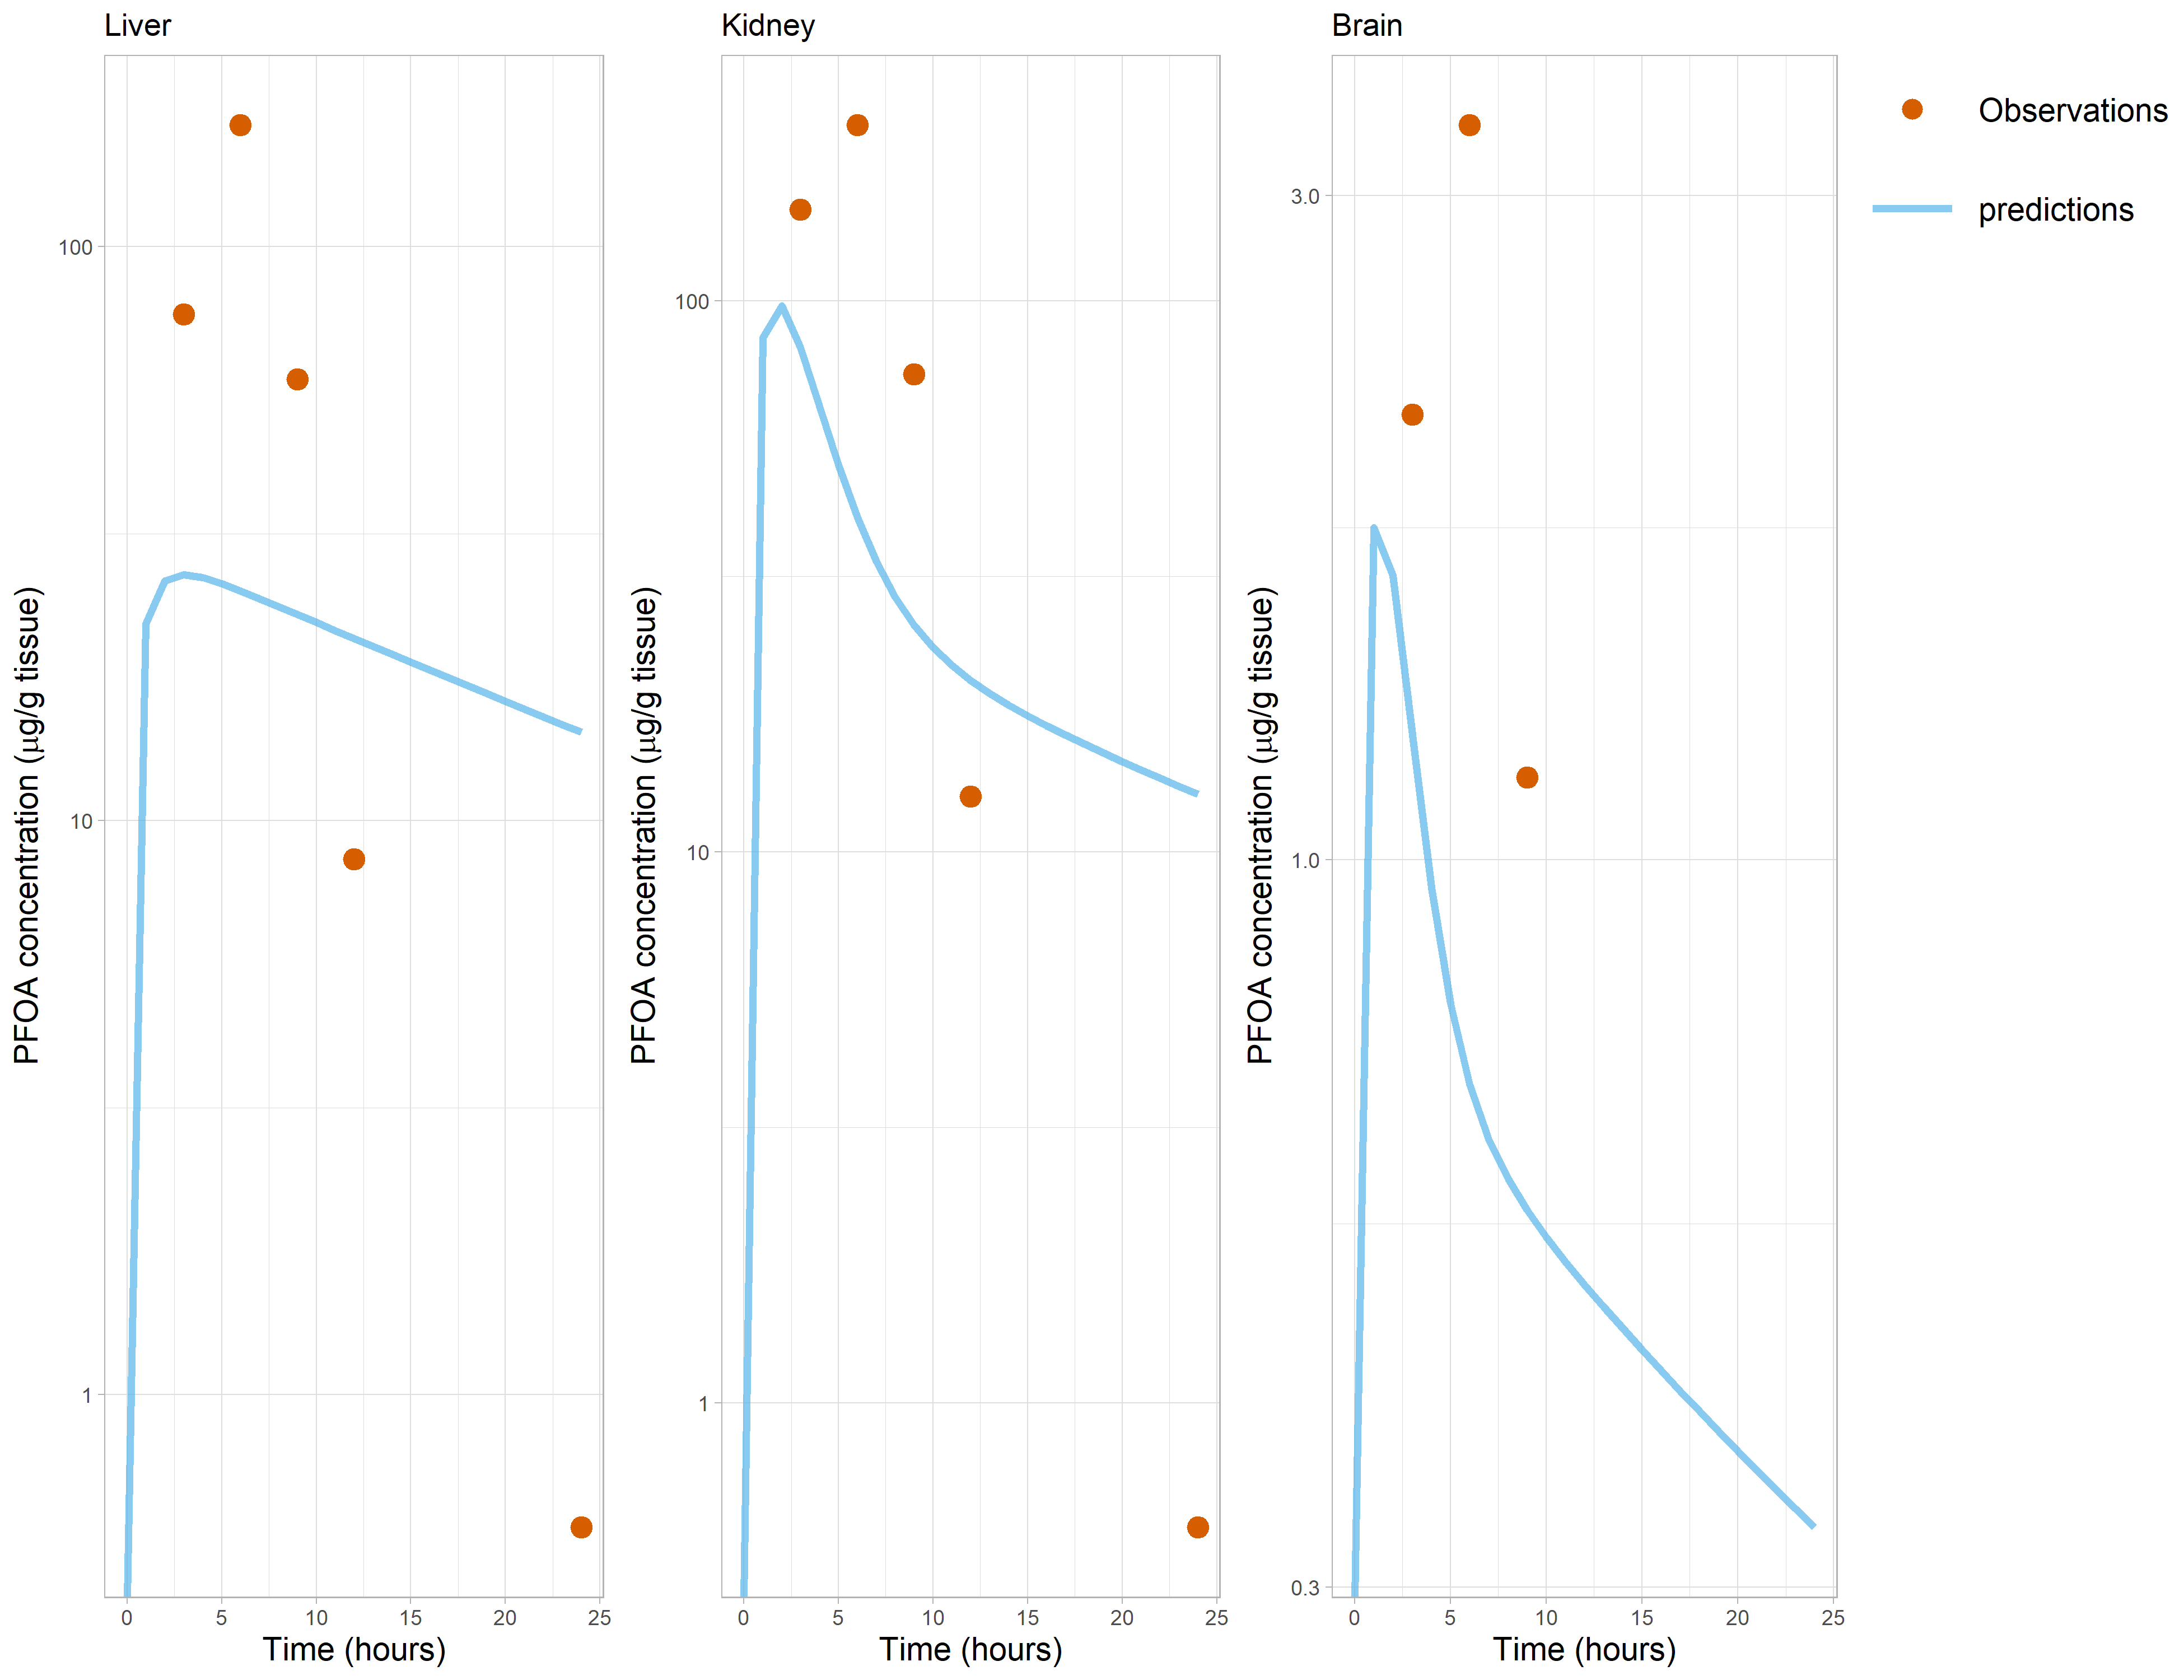 Liver
PFOA concentration (μg/g tissue)
100
10
1
0 5 10 15 20 25
Time (hours)
Kidney
PFOA concentration (μg/g tissue)
100
10
1
0 5 10 15 20 25
Time (hours)
Brain
PFOA concentration (μg/g tissue)
3.0
1.0
0.3
0 5 10 15 20 25
Time (hours)
Observations
predictions